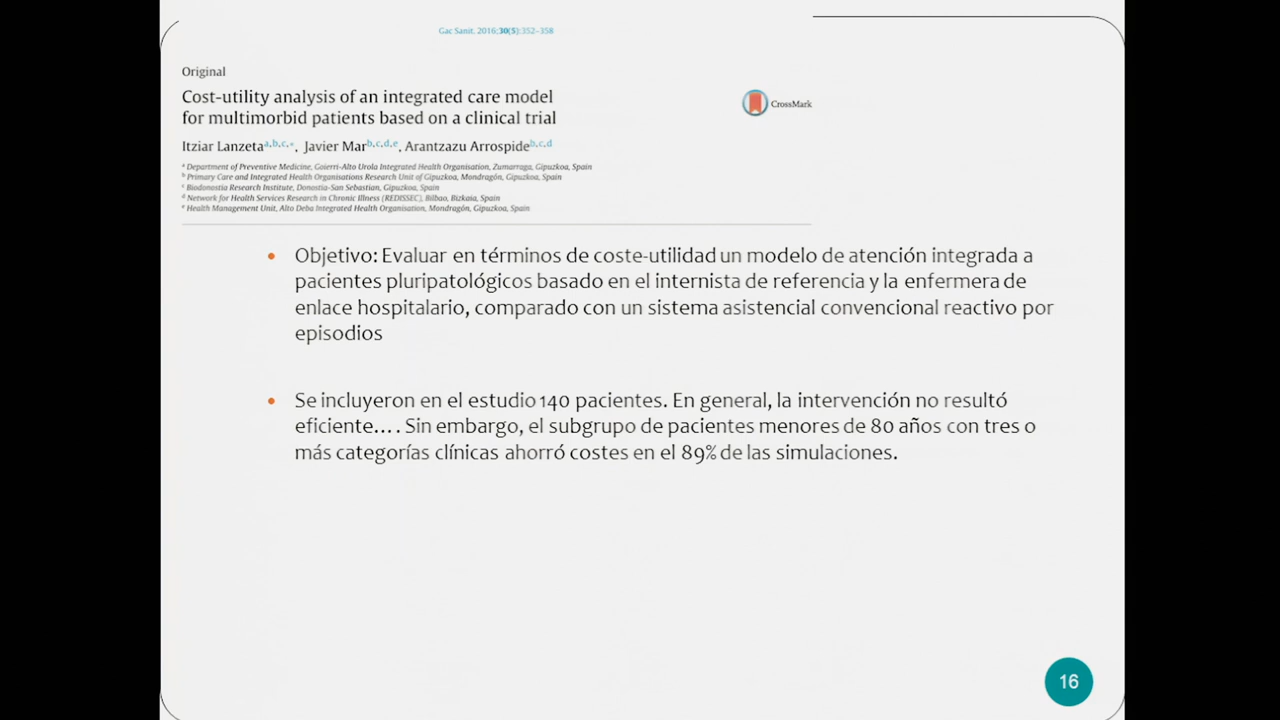 Gac Sanit. 2016;30(5):352–358
Original
Cost-utility analysis of an integrated care model
for multimorbid patients based on a clinical trial
CrossMark
Itziar Lanzeta a,b,c,*, Javier Mar b,c,d,e, Arantzazu Arrospide b,c,d
a Department of Preventive Medicine, Goierri-Alto Urola Integrated Health Organisation, Zumarraga, Gipuzkoa, Spain
b Primary Care and Integrated Health Organisations Research Unit of Gipuzkoa, Mondragón, Gipuzkoa, Spain
c Biodonostia Research Institute, Donostia-San Sebastian, Gipuzkoa, Spain
d Network for Health Services Research in Chronic Illness (REDISSEC), Bilbao, Bizkaia, Spain
e Health Management Unit, Alto Deba Integrated Health Organisation, Mondragón, Gipuzkoa, Spain
• Objetivo: Evaluar en términos de coste-utilidad un modelo de atención integrada a
pacientes pluripatológicos basado en el internista de referencia y la enfermera de
enlace hospitalario, comparado con un sistema asistencial convencional reactivo por
episodios
• Se incluyeron en el estudio 140 pacientes. En general, la intervención no resultó
eficiente… . Sin embargo, el subgrupo de pacientes menores de 80 años con tres o
más categorías clínicas ahorró costes en el 89% de las simulaciones.
16